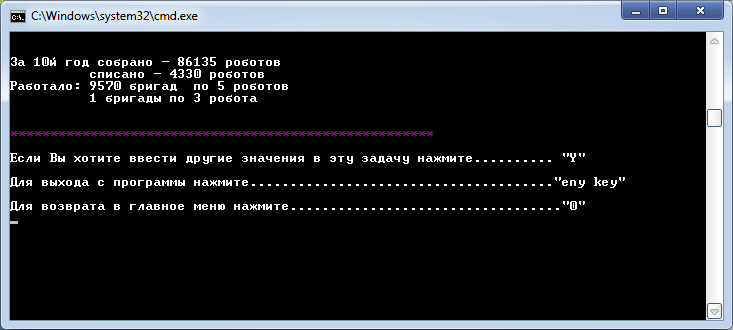 C:\Windows\system32\cmd.exe
За 10й год собрано - 86135 роботов
списано - 4330 роботов
Работало: 9570 бригад по 5 роботов
1 бригады по 3 робота
*****************************************************
Если Вы хотите ввести другие значения в эту задачу нажмите.......... "Y"
Для выхода с программы нажмите......................................"eny key"
Для возврата в главное меню нажмите.................................."0"